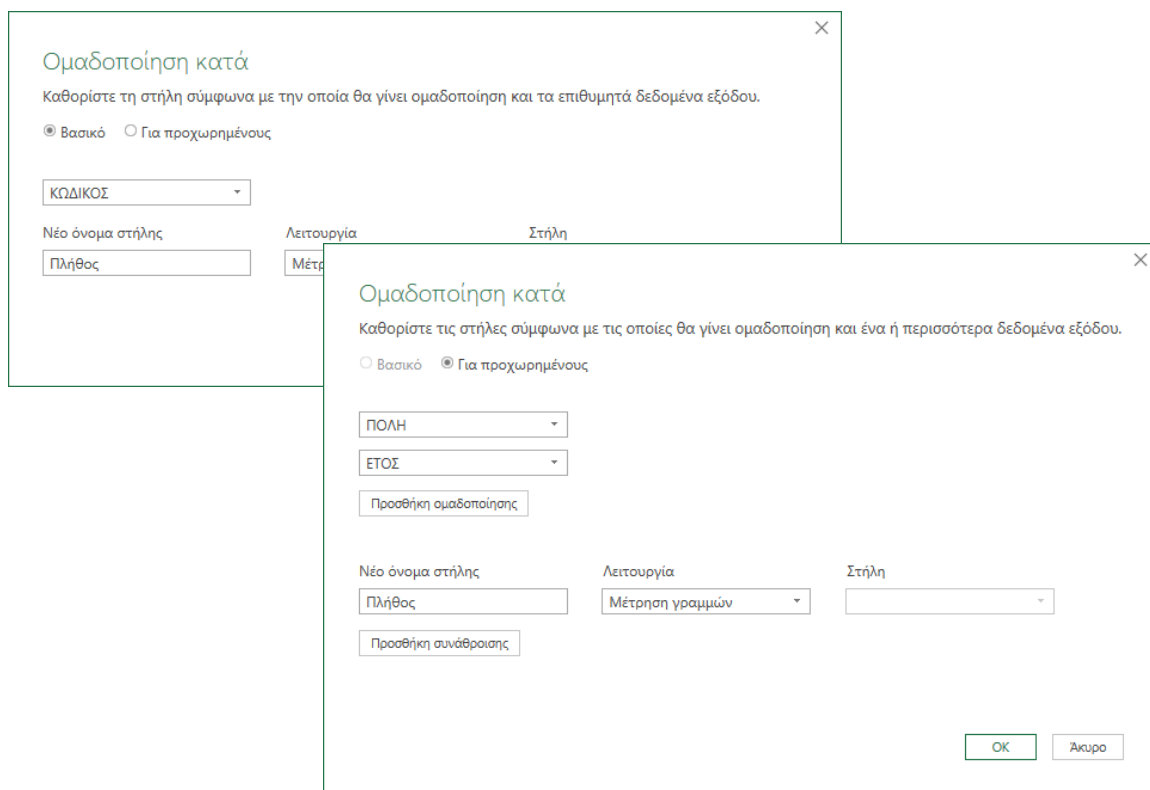 Ομαδοποίηση κατά
Καθορίστε τη στήλη σύμφωνα με την οποία θα γίνει ομαδοποίηση και τα επιθυμητά δεδομένα εξόδου.
Βασικό Για προχωρημένους
ΚΩΔΙΚΟΣ
Νέο όνομα στήλης Λειτουργία Στήλη
Πλήθος Μέτρ
Ομαδοποίηση κατά
Καθορίστε τις στήλες σύμφωνα με τις οποίες θα γίνει ομαδοποίηση και ένα ή περισσότερα δεδομένα εξόδου.
Βασικό Για προχωρημένους
ΠΟΛΗ
ΕΤΟΣ
Προσθήκη ομαδοποίησης
Νέο όνομα στήλης Λειτουργία Στήλη
Πλήθος Μέτρηση γραμμών
Προσθήκη συνάθροισης
OK Άκυρο